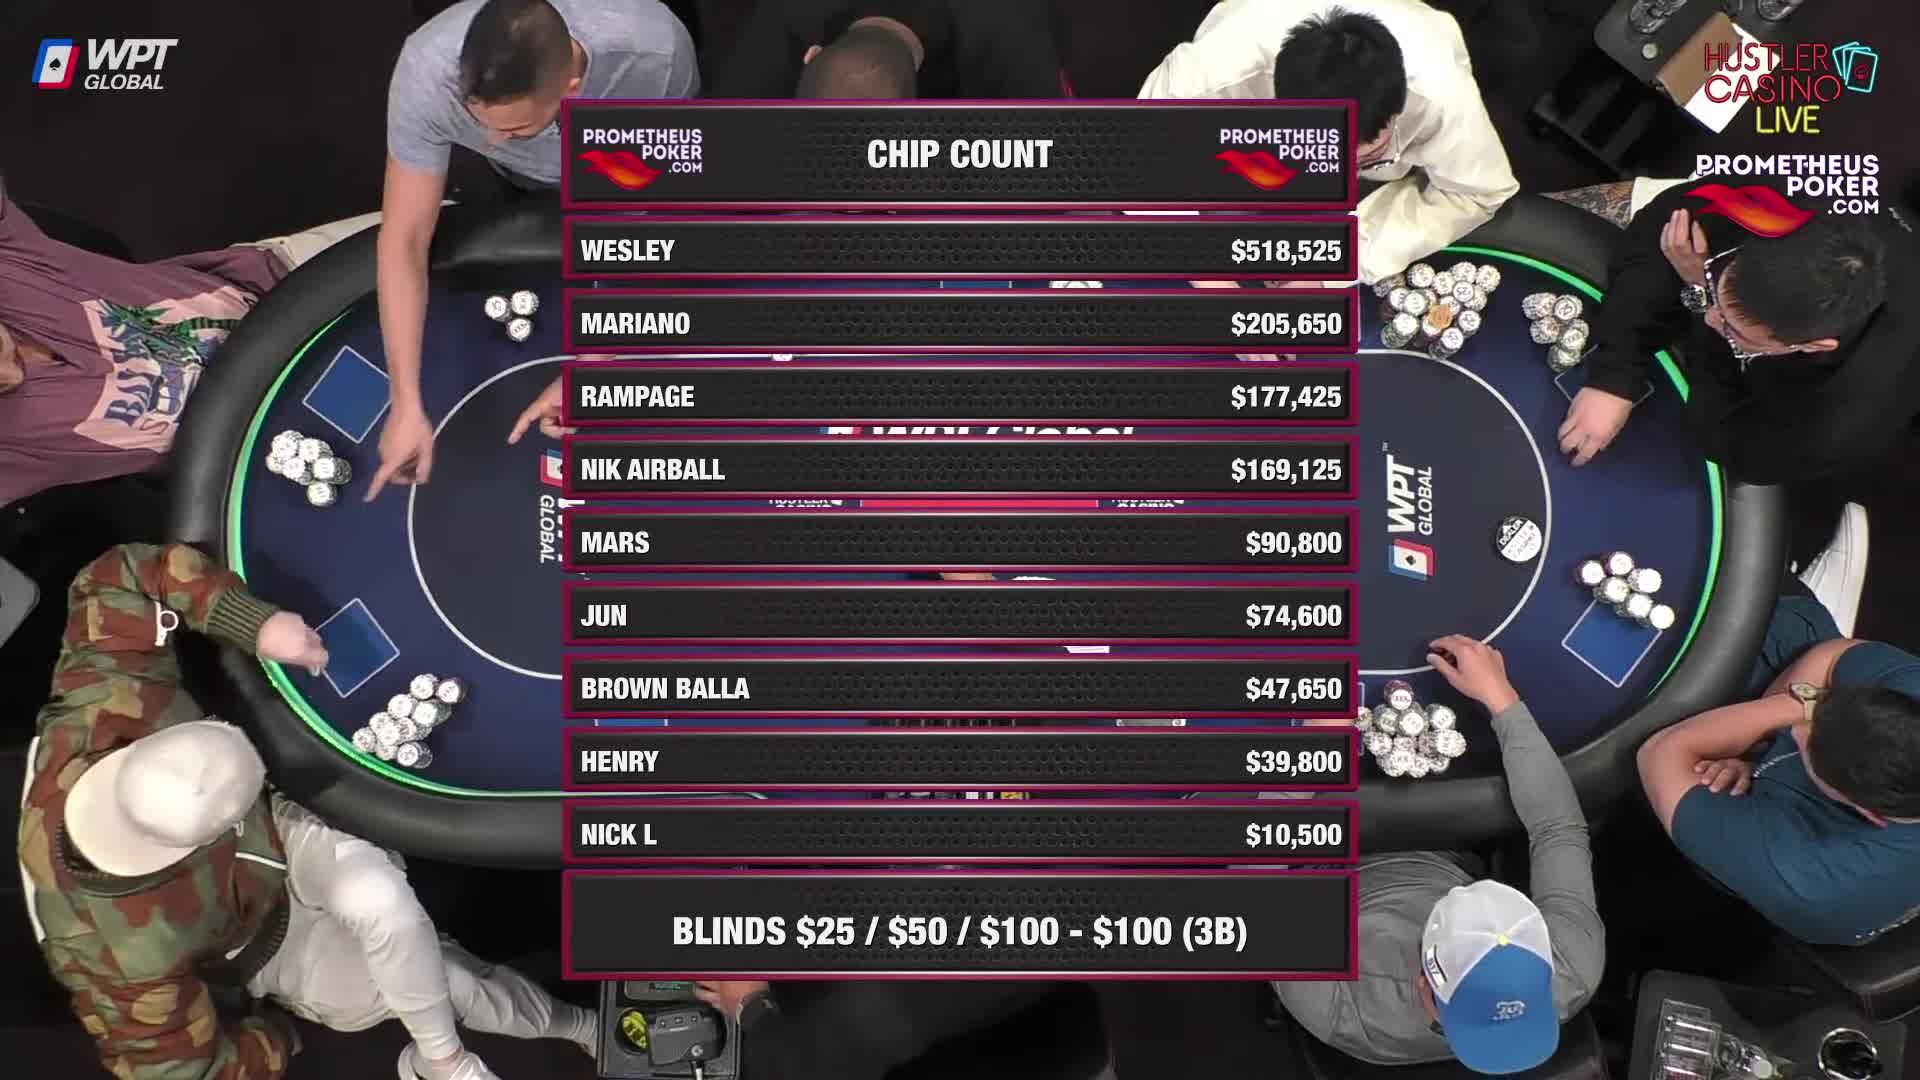 WPT
GLOBAL
HUSTLER
CASINO
LIVE
PROMETHEUS
POKER
.COM
PROMETHEUS
POKER
.COM
CHIP COUNT
PROMETHEUS
POKER
.COM
WESLEY $518,525
MARIANO $205,650
RAMPAGE $177,425
NIK AIRBALL $169,125
MARS $90,800
JUN $74,600
BROWN BALLA $47,650
HENRY $39,800
NICK L $10,500
BLINDS $25 / $50 / $100 - $100 (3B)
WPT
GLOBAL
GLOBAL
DEALER